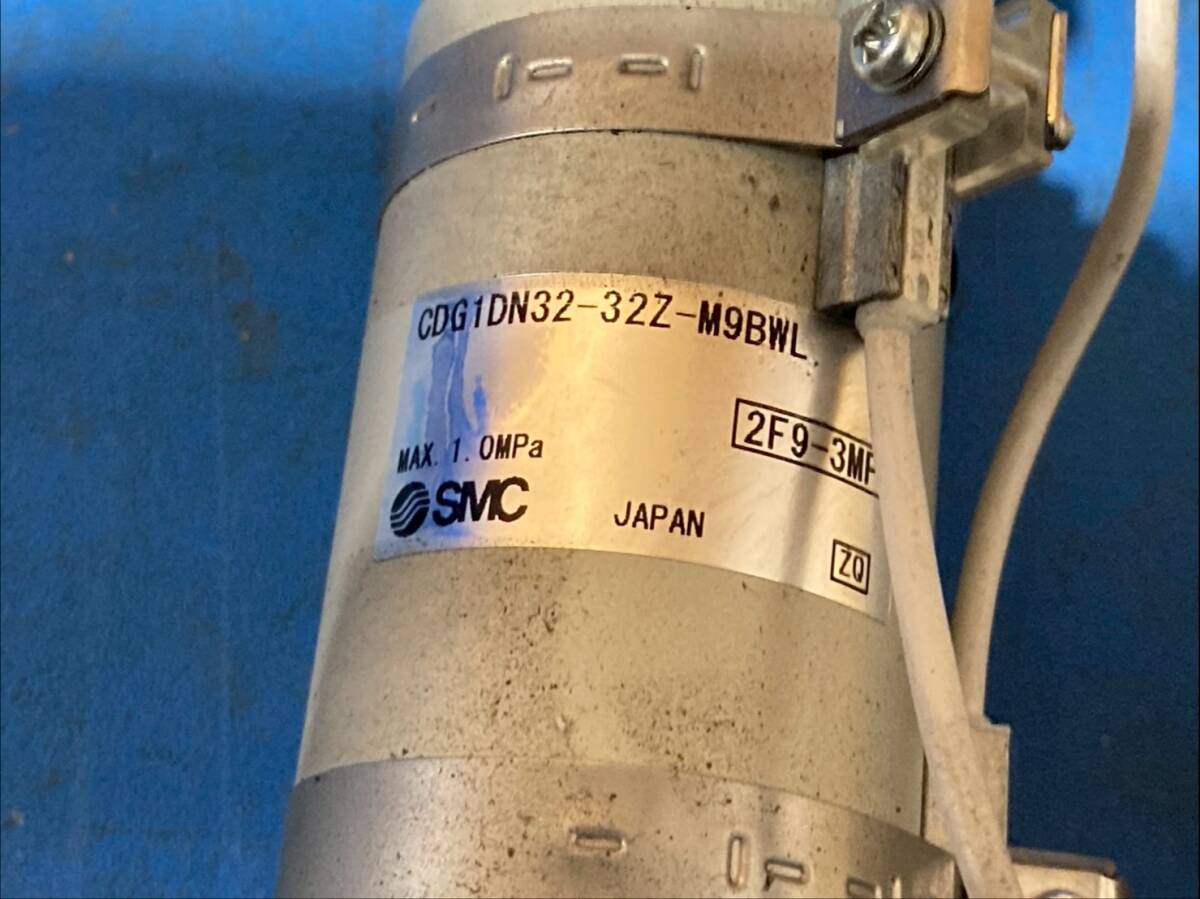 CDG1DN32-32Z-M9BWL
MAX. 1.0MPa
2F9-3MP
SMC
JAPAN
ZQ